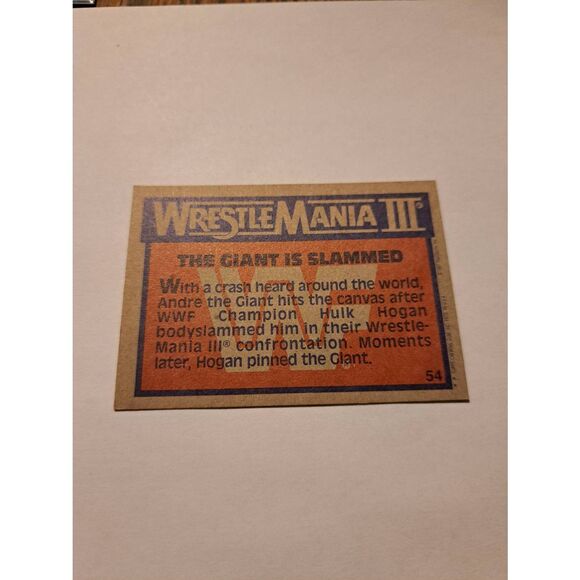 WRESTLEMANIA III®
THE GIANT IS SLAMMED
With a crash heard around the world,
Andre the Giant hits the canvas after
WWF Champion Hulk Hogan
bodyslammed him in their Wrestle-
Mania III® confrontation. Moments
later, Hogan pinned the Giant.
54